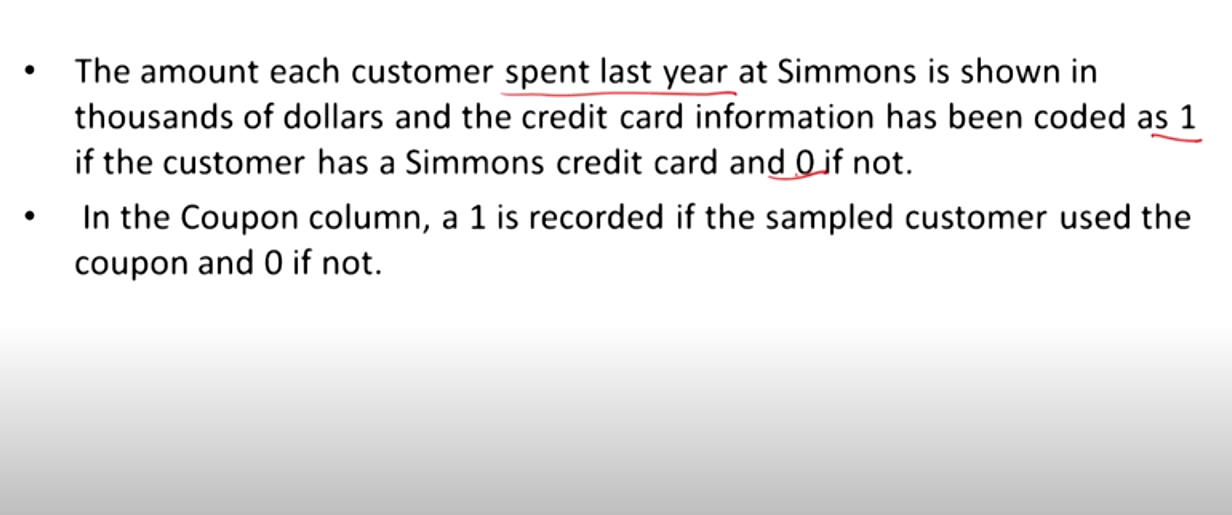 • The amount each customer spent last year at Simmons is shown in
thousands of dollars and the credit card information has been coded as 1
if the customer has a Simmons credit card and 0 if not.
• In the Coupon column, a 1 is recorded if the sampled customer used the
coupon and 0 if not.